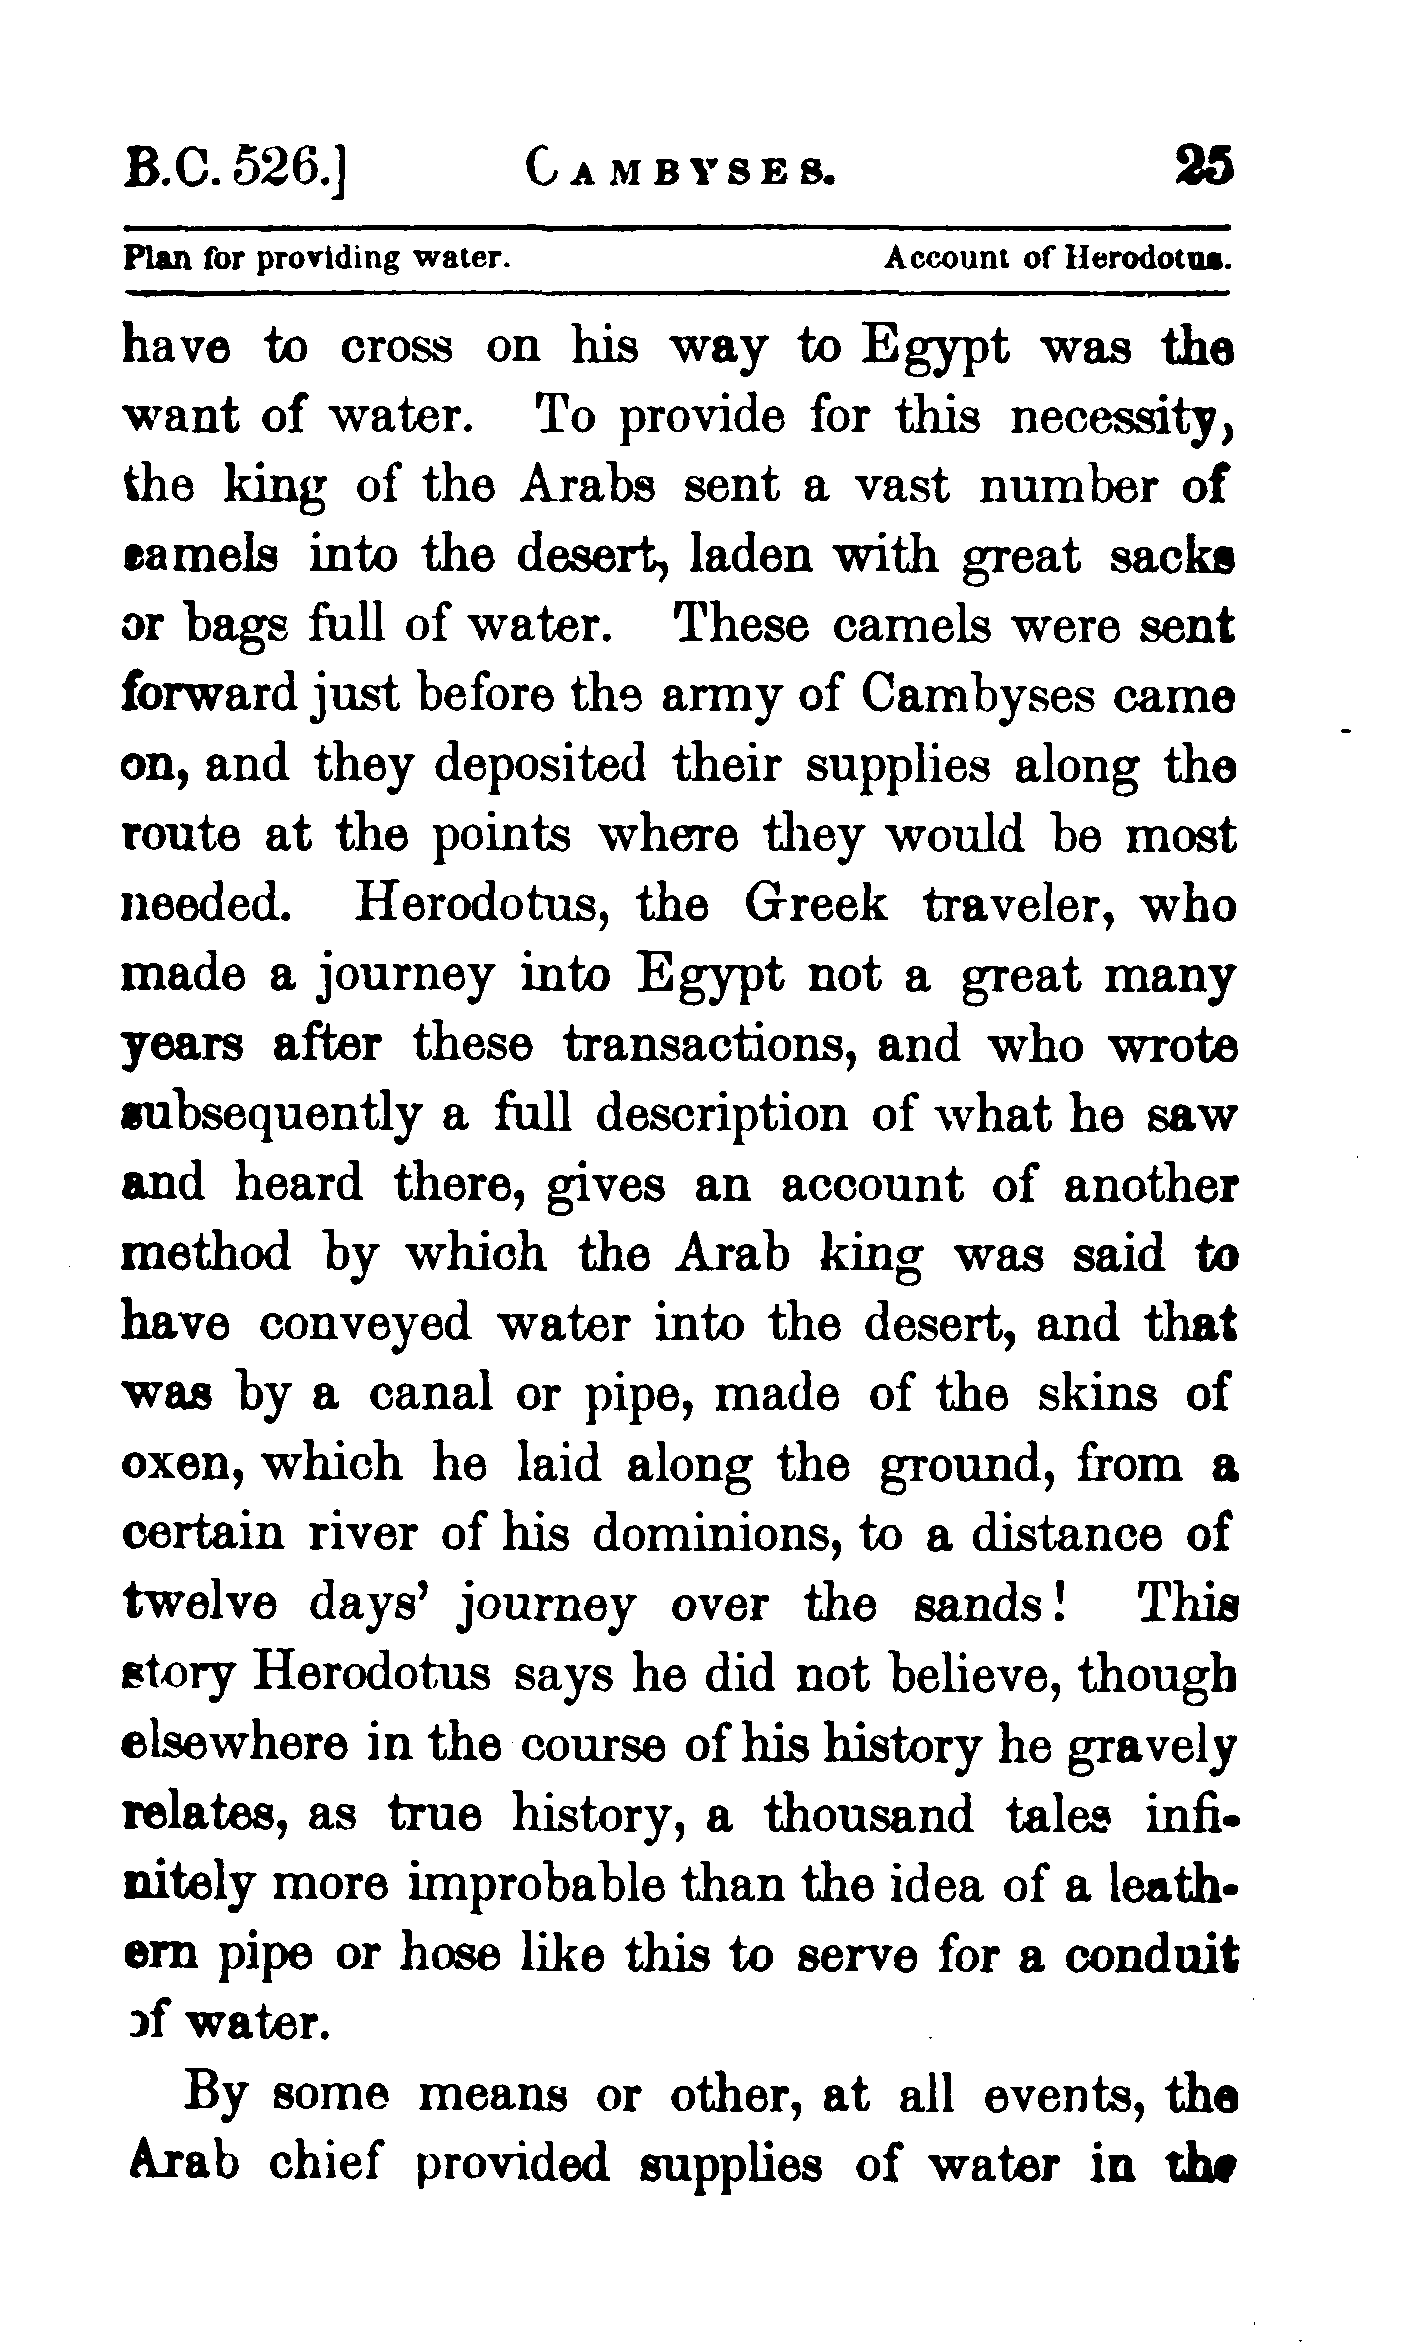 B.C. 526.] CAMBYSES. 25
Plan for providing water. Account of Herodotus.
have to cross on his way to Egypt was the
want of water. To provide for this necessity,
the king of the Arabs sent a vast number of
camels into the desert, laden with great sacks
or bags full of water. These camels were sent
forward just before the army of Cambyses came
on, and they deposited their supplies along the
route at the points where they would be most
needed. Herodotus, the Greek traveler, who
made a journey into Egypt not a great many
years after these transactions, and who wrote
subsequently a full description of what he saw
and heard there, gives an account of another
method by which the Arab king was said to
have conveyed water into the desert, and that
was by a canal or pipe, made of the skins of
oxen, which he laid along the ground, from a
certain river of his dominions, to a distance of
twelve days' journey over the sands! This
story Herodotus says he did not believe, though
elsewhere in the course of his history he gravely
relates, as true history, a thousand tales infi-
nitely more improbable than the idea of a leath-
ern pipe or hose like this to serve for a conduit
of water.
By some means or other, at all events, the
Arab chief provided supplies of water in the